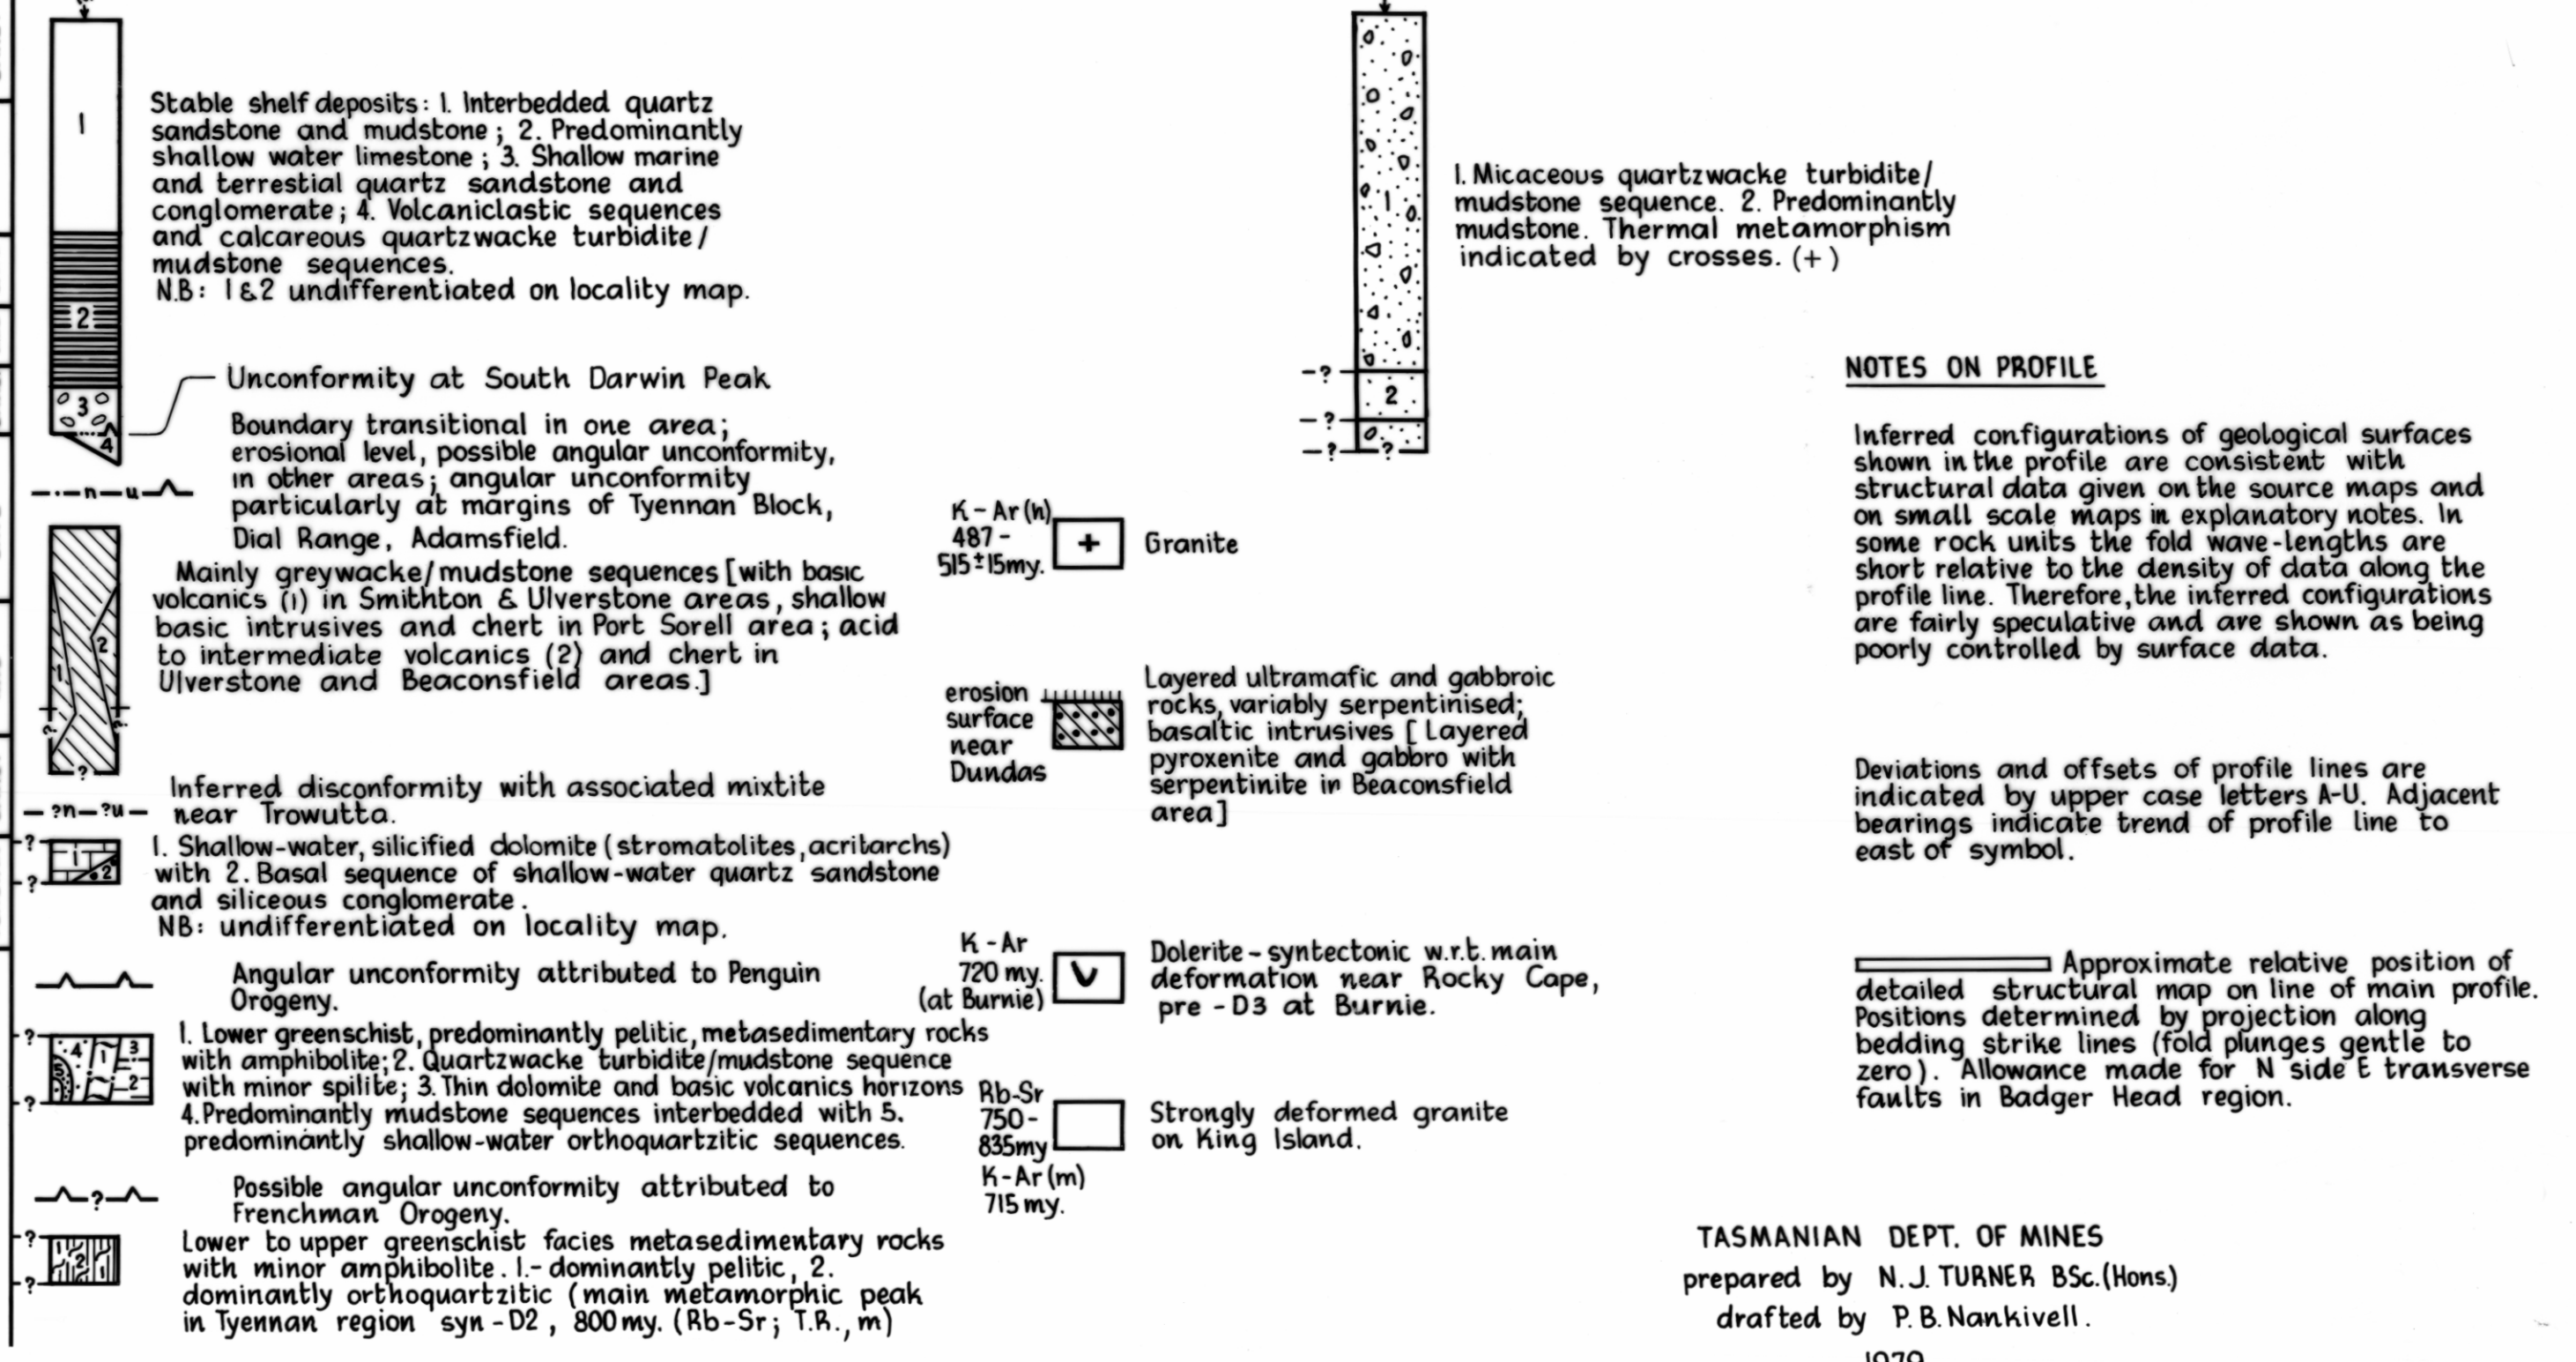 1
Stable shelf deposits: 1. Interbedded quartz
sandstone and mudstone; 2. Predominantly
shallow water limestone; 3. Shallow marine
and terrestial quartz sandstone and
conglomerate; 4. Volcaniclastic sequences
and calcareous quartzwacke turbidite/
mudstone sequences.
N.B: 1&2 undifferentiated on locality map.
2
3
4
Unconformity at South Darwin Peak
Boundary transitional in one area;
erosional level, possible angular unconformity,
in other areas; angular unconformity
particularly at margins of Tyennan Block,
Dial Range, Adamsfield.
n u
Mainly greywacke/mudstone sequences [with basic
volcanics (1) in Smithton & Ulverstone areas, shallow
basic intrusives and chert in Port Sorell area; acid
to intermediate volcanics (2) and chert in
Ulverstone and Beaconsfield areas.]
1 2
? ?
?
Inferred disconformity with associated mixtite
near Trowutta.
?n ?u
? 1
? 2
1. Shallow-water, silicified dolomite (stromatolites, acritarchs)
with 2. Basal sequence of shallow-water quartz sandstone
and siliceous conglomerate.
NB: undifferentiated on locality map.
Angular unconformity attributed to Penguin
Orogeny.
? 4 1 3
? 5 2
1. Lower greenschist, predominantly pelitic, metasedimentary rocks
with amphibolite; 2. Quartzwacke turbidite/mudstone sequence
with minor spilite; 3. Thin dolomite and basic volcanics horizons
4. Predominantly mudstone sequences interbedded with 5.
predominantly shallow-water orthoquartzitic sequences.
?
Possible angular unconformity attributed to
Frenchman Orogeny.
? 1 2 1
?
Lower to upper greenschist facies metasedimentary rocks
with minor amphibolite. 1.- dominantly pelitic, 2.
dominantly orthoquartzitic (main metamorphic peak
in Tyennan region syn-D2, 800my. (Rb-Sr; T.R., m)
1
? 2
?
? ?
1. Micaceous quartzwacke turbidite/
mudstone sequence. 2. Predominantly
mudstone. Thermal metamorphism
indicated by crosses. (+)
K-Ar (h)
487-
515±15my.
+
Granite
erosion
surface
near
Dundas
Layered ultramafic and gabbroic
rocks, variably serpentinised;
basaltic intrusives [Layered
pyroxenite and gabbro with
serpentinite in Beaconsfield
area]
K-Ar
720 my.
(at Burnie)
V
Dolerite-syntectonic w.r.t. main
deformation near Rocky Cape,
pre-D3 at Burnie.
Rb-Sr
750-
835my
K-Ar (m)
715 my.
Strongly deformed granite
on King Island.
NOTES ON PROFILE
Inferred configurations of geological surfaces
shown in the profile are consistent with
structural data given on the source maps and
on small scale maps in explanatory notes. In
some rock units the fold wave-lengths are
short relative to the density of data along the
profile line. Therefore, the inferred configurations
are fairly speculative and are shown as being
poorly controlled by surface data.
Deviations and offsets of profile lines are
indicated by upper case letters A-U. Adjacent
bearings indicate trend of profile line to
east of symbol.
Approximate relative position of
detailed structural map on line of main profile.
Positions determined by projection along
bedding strike lines (fold plunges gentle to
zero). Allowance made for N side E transverse
faults in Badger Head region.
TASMANIAN DEPT. OF MINES
prepared by N.J. TURNER BSc.(Hons.)
drafted by P.B. Nankivell.
1979